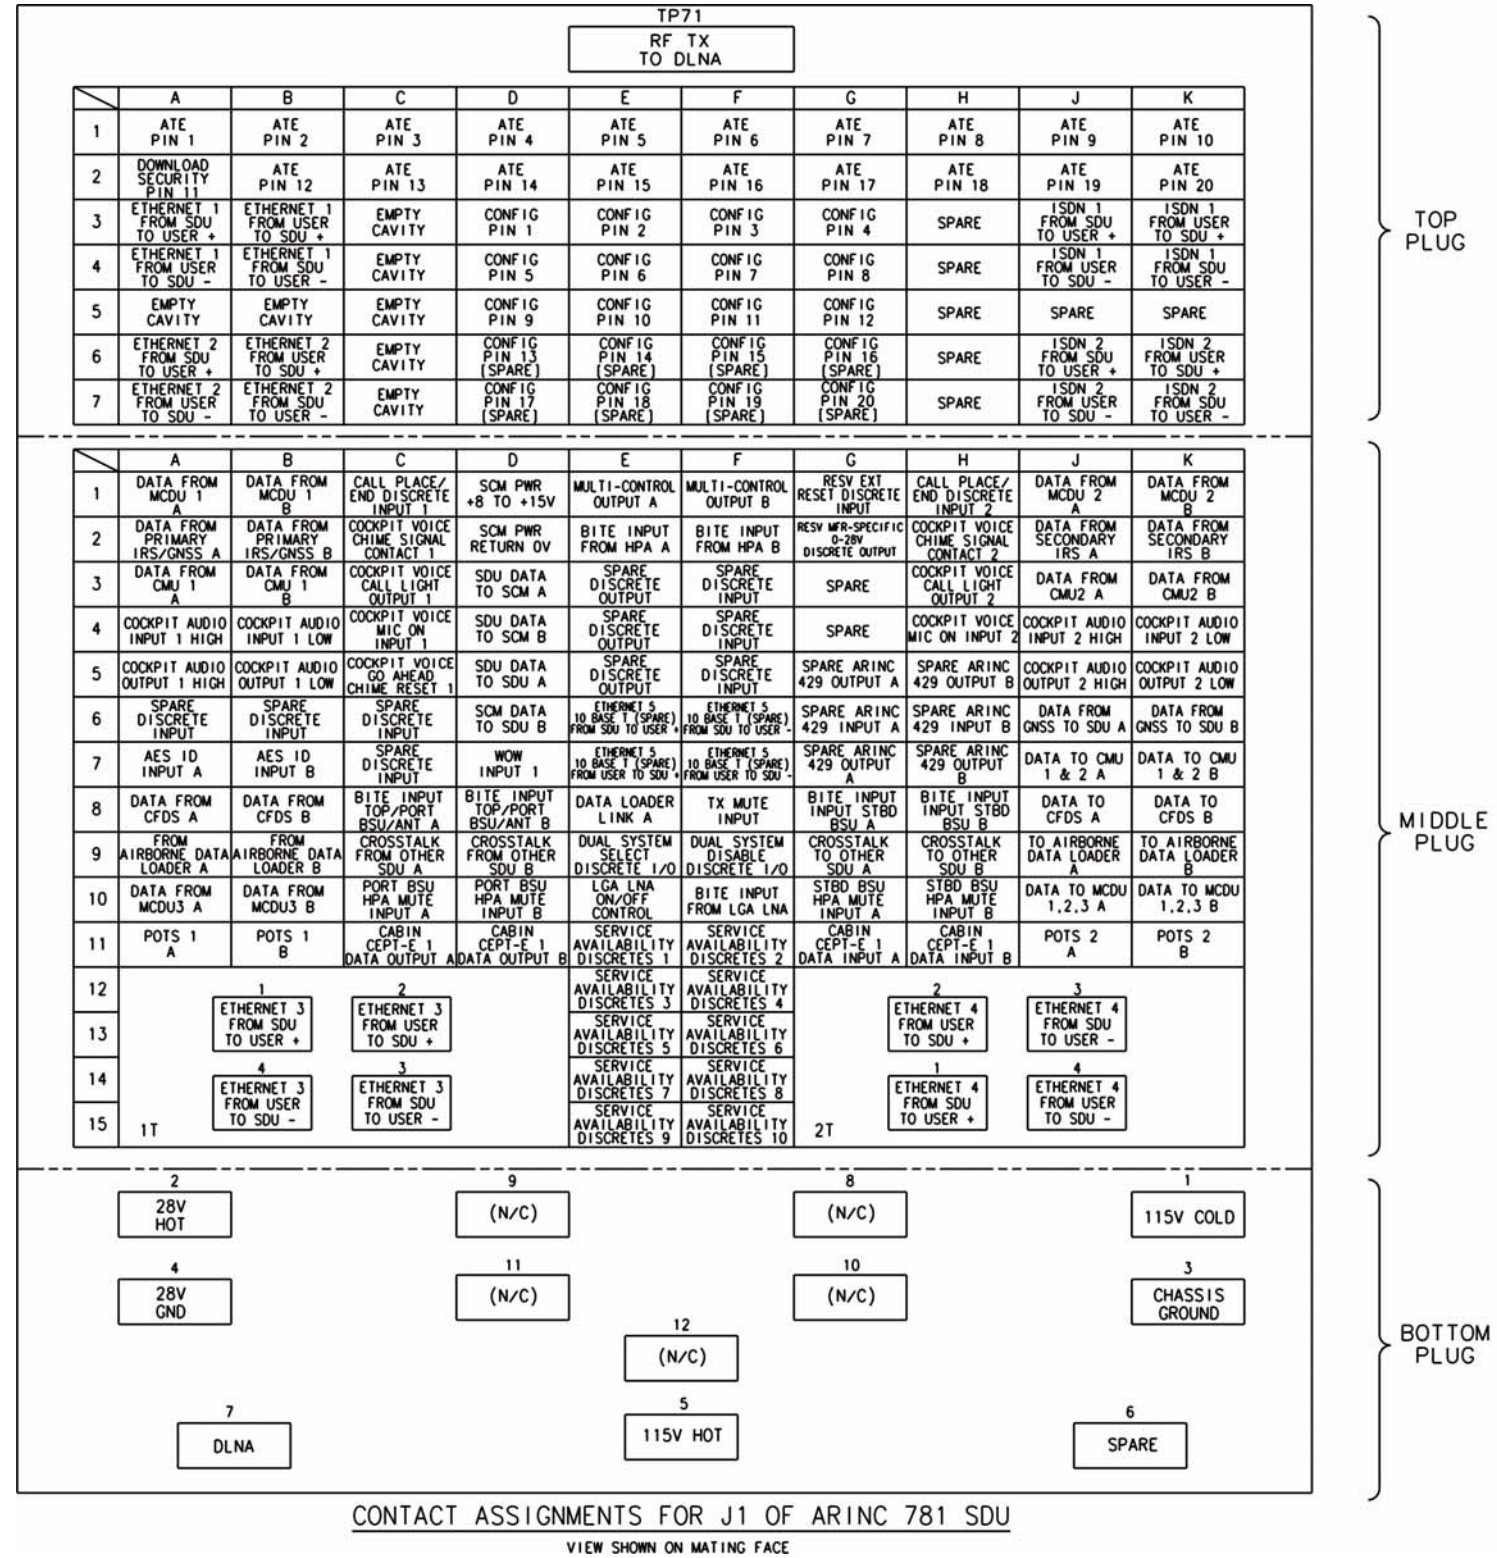 TP71
RF TX
TO DLNA
A B C D E F G H J K
1
ATE PIN 1
ATE PIN 2
ATE PIN 3
ATE PIN 4
ATE PIN 5
ATE PIN 6
ATE PIN 7
ATE PIN 8
ATE PIN 9
ATE PIN 10
2
DOWNLOAD SECURITY PIN 11
ATE PIN 12
ATE PIN 13
ATE PIN 14
ATE PIN 15
ATE PIN 16
ATE PIN 17
ATE PIN 18
ATE PIN 19
ATE PIN 20
3
ETHERNET 1 FROM SDU TO USER +
ETHERNET 1 FROM USER TO SDU +
EMPTY CAVITY
CONFIG PIN 1
CONFIG PIN 2
CONFIG PIN 3
CONFIG PIN 4
SPARE
ISDN 1 FROM SDU TO USER +
ISDN 1 FROM USER TO SDU +
4
ETHERNET 1 FROM USER TO SDU -
ETHERNET 1 FROM SDU TO USER -
EMPTY CAVITY
CONFIG PIN 5
CONFIG PIN 6
CONFIG PIN 7
CONFIG PIN 8
SPARE
ISDN 1 FROM USER TO SDU -
ISDN 1 FROM SDU TO USER -
5
EMPTY CAVITY
EMPTY CAVITY
EMPTY CAVITY
CONFIG PIN 9
CONFIG PIN 10
CONFIG PIN 11
CONFIG PIN 12
SPARE
SPARE
SPARE
6
ETHERNET 2 FROM SDU TO USER +
ETHERNET 2 FROM USER TO SDU +
EMPTY CAVITY
CONFIG PIN 13 (SPARE)
CONFIG PIN 14 (SPARE)
CONFIG PIN 15 (SPARE)
CONFIG PIN 16 (SPARE)
SPARE
ISDN 2 FROM SDU TO USER +
ISDN 2 FROM USER TO SDU +
7
ETHERNET 2 FROM USER TO SDU -
ETHERNET 2 FROM SDU TO USER -
EMPTY CAVITY
CONFIG PIN 17 (SPARE)
CONFIG PIN 18 (SPARE)
CONFIG PIN 19 (SPARE)
CONFIG PIN 20 (SPARE)
SPARE
ISDN 2 FROM USER TO SDU -
ISDN 2 FROM SDU TO USER -
TOP
PLUG
A B C D E F G H J K
1
DATA FROM MCDU 1 A
DATA FROM MCDU 1 B
CALL PLACE/ END DISCRETE INPUT 1
SCM PWR +8 TO +15V
MULTI-CONTROL OUTPUT A
MULTI-CONTROL OUTPUT B
RESV EXT RESET DISCRETE INPUT
CALL PLACE/ END DISCRETE INPUT 2
DATA FROM MCDU 2 A
DATA FROM MCDU 2 B
2
DATA FROM PRIMARY IRS/GNSS A
DATA FROM PRIMARY IRS/GNSS B
COCKPIT VOICE CHIME SIGNAL CONTACT 1
SCM PWR RETURN 0V
BITE INPUT FROM HPA A
BITE INPUT FROM HPA B
RESV MFR-SPECIFIC 0-28V DISCRETE OUTPUT
COCKPIT VOICE CHIME SIGNAL CONTACT 2
DATA FROM SECONDARY IRS A
DATA FROM SECONDARY IRS B
3
DATA FROM CMU 1 A
DATA FROM CMU 1 B
COCKPIT VOICE CALL LIGHT OUTPUT 1
SDU DATA TO SCM A
SPARE DISCRETE OUTPUT
SPARE DISCRETE INPUT
SPARE
COCKPIT VOICE CALL LIGHT OUTPUT 2
DATA FROM CMU2 A
DATA FROM CMU2 B
4
COCKPIT AUDIO INPUT 1 HIGH
COCKPIT AUDIO INPUT 1 LOW
COCKPIT VOICE MIC ON INPUT 1
SDU DATA TO SCM B
SPARE DISCRETE OUTPUT
SPARE DISCRETE INPUT
SPARE
COCKPIT VOICE MIC ON INPUT 2
COCKPIT AUDIO INPUT 2 HIGH
COCKPIT AUDIO INPUT 2 LOW
5
COCKPIT AUDIO OUTPUT 1 HIGH
COCKPIT AUDIO OUTPUT 1 LOW
COCKPIT VOICE GO AHEAD CHIME RESET 1
SDU DATA TO SDU A
SPARE DISCRETE OUTPUT
SPARE DISCRETE INPUT
SPARE ARINC 429 OUTPUT A
SPARE ARINC 429 OUTPUT B
COCKPIT AUDIO OUTPUT 2 HIGH
COCKPIT AUDIO OUTPUT 2 LOW
6
SPARE DISCRETE INPUT
SPARE DISCRETE INPUT
SPARE DISCRETE INPUT
SCM DATA TO SDU B
ETHERNET 5 10 BASE T (SPARE) FROM SDU TO USER +
ETHERNET 5 10 BASE T (SPARE) FROM SDU TO USER -
SPARE ARINC 429 INPUT A
SPARE ARINC 429 INPUT B
DATA FROM GNSS TO SDU A
DATA FROM GNSS TO SDU B
7
AES ID INPUT A
AES ID INPUT B
SPARE DISCRETE INPUT
WOW INPUT 1
ETHERNET 5 10 BASE T (SPARE) FROM USER TO SDU +
ETHERNET 5 10 BASE T (SPARE) FROM USER TO SDU -
SPARE ARINC 429 OUTPUT A
SPARE ARINC 429 OUTPUT B
DATA TO CMU 1 & 2 A
DATA TO CMU 1 & 2 B
8
DATA FROM CFDS A
DATA FROM CFDS B
BITE INPUT TOP/PORT BSU/ANT A
BITE INPUT TOP/PORT BSU/ANT B
DATA LOADER LINK A
TX MUTE INPUT
BITE INPUT INPUT STBD BSU A
BITE INPUT INPUT STBD BSU B
DATA TO CFDS A
DATA TO CFDS B
9
FROM AIRBORNE DATA LOADER A
FROM AIRBORNE DATA LOADER B
CROSSTALK FROM OTHER SDU A
CROSSTALK FROM OTHER SDU B
DUAL SYSTEM SELECT DISCRETE I/O
DUAL SYSTEM DISABLE DISCRETE I/O
CROSSTALK TO OTHER SDU A
CROSSTALK TO OTHER SDU B
TO AIRBORNE DATA LOADER A
TO AIRBORNE DATA LOADER B
10
DATA FROM MCDU3 A
DATA FROM MCDU3 B
PORT BSU HPA MUTE INPUT A
PORT BSU HPA MUTE INPUT B
LGA LNA ON/OFF CONTROL
BITE INPUT FROM LGA LNA
STBD BSU HPA MUTE INPUT A
STBD BSU HPA MUTE INPUT B
DATA TO MCDU 1,2,3 A
DATA TO MCDU 1,2,3 B
11
POTS 1 A
POTS 1 B
CABIN CEPT-E 1 DATA OUTPUT A
CABIN CEPT-E 1 DATA OUTPUT B
SERVICE AVAILABILITY DISCRETES 1
SERVICE AVAILABILITY DISCRETES 2
CABIN CEPT-E 1 DATA INPUT A
CABIN CEPT-E 1 DATA INPUT B
POTS 2 A
POTS 2 B
12
SERVICE AVAILABILITY DISCRETES 3
SERVICE AVAILABILITY DISCRETES 4
13
SERVICE AVAILABILITY DISCRETES 5
SERVICE AVAILABILITY DISCRETES 6
14
SERVICE AVAILABILITY DISCRETES 7
SERVICE AVAILABILITY DISCRETES 8
15
SERVICE AVAILABILITY DISCRETES 9
SERVICE AVAILABILITY DISCRETES 10
1
ETHERNET 3 FROM SDU TO USER +
2
ETHERNET 3 FROM USER TO SDU +
4
ETHERNET 3 FROM USER TO SDU -
3
ETHERNET 3 FROM SDU TO USER -
1T
2
ETHERNET 4 FROM USER TO SDU +
3
ETHERNET 4 FROM SDU TO USER -
1
ETHERNET 4 FROM SDU TO USER +
4
ETHERNET 4 FROM USER TO SDU -
2T
MIDDLE
PLUG
2
28V
HOT
9
(N/C)
8
(N/C)
1
115V COLD
4
28V
GND
11
(N/C)
10
(N/C)
3
CHASSIS
GROUND
12
(N/C)
7
DLNA
5
115V HOT
6
SPARE
BOTTOM
PLUG
CONTACT ASSIGNMENTS FOR J1 OF ARINC 781 SDU
VIEW SHOWN ON MATING FACE